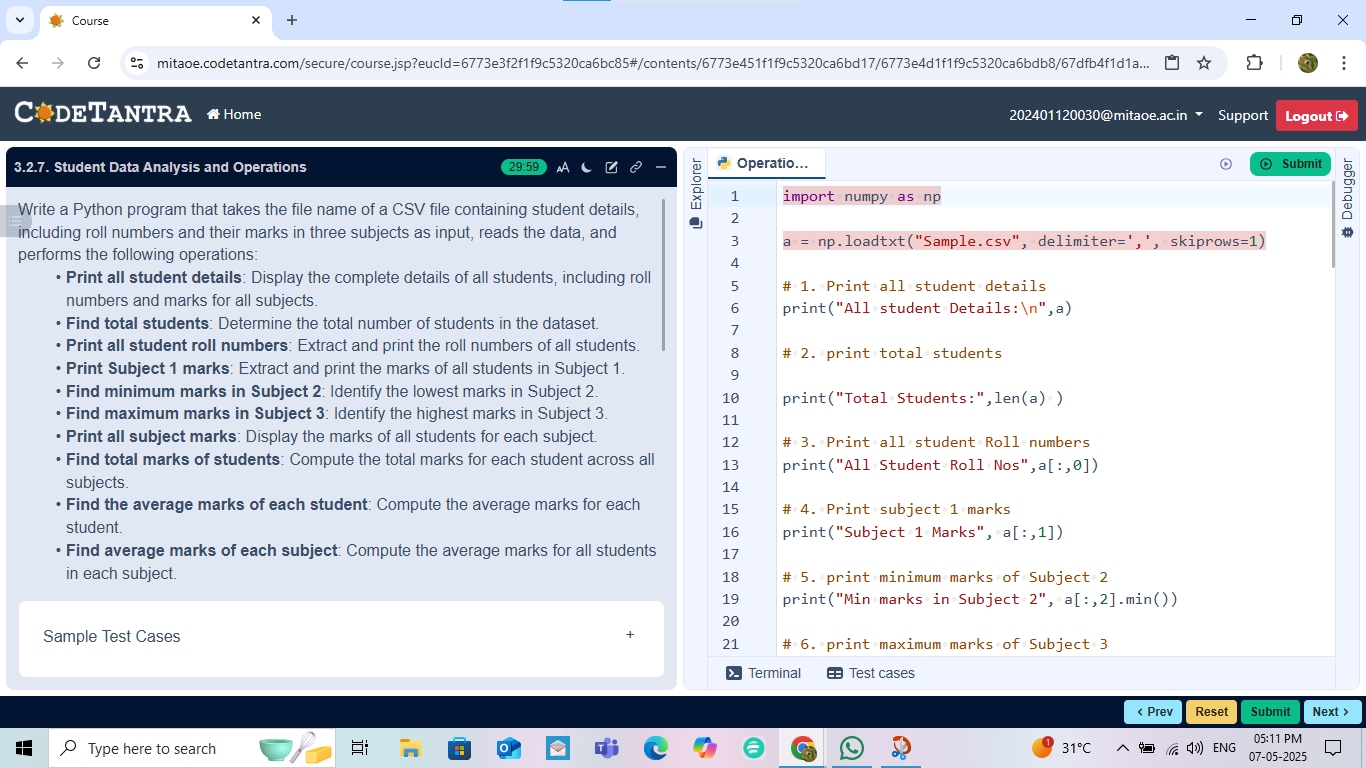 Course
mitaoe.codetantra.com/secure/course.jsp?eucId=6773e3f2f1f9c5320ca6bc85#/contents/6773e451f1f9c5320ca6bd17/6773e4d1f1f9c5320ca6bdb8/67dfb4f1d1a...
CODETANTRA
Home
202401120030@mitaoe.ac.in
Support
Logout
3.2.7. Student Data Analysis and Operations
29:59
AA
Write a Python program that takes the file name of a CSV file containing student details,
including roll numbers and their marks in three subjects as input, reads the data, and
performs the following operations:
• Print all student details: Display the complete details of all students, including roll
numbers and marks for all subjects.
• Find total students: Determine the total number of students in the dataset.
• Print all student roll numbers: Extract and print the roll numbers of all students.
• Print Subject 1 marks: Extract and print the marks of all students in Subject 1.
• Find minimum marks in Subject 2: Identify the lowest marks in Subject 2.
• Find maximum marks in Subject 3: Identify the highest marks in Subject 3.
• Print all subject marks: Display the marks of all students for each subject.
• Find total marks of students: Compute the total marks for each student across all
subjects.
• Find the average marks of each student: Compute the average marks for each
student.
• Find average marks of each subject: Compute the average marks for all students
in each subject.
Sample Test Cases
+
Explorer
Operatio...
Submit
Debugger
1 import numpy as np
2
3 a = np.loadtxt("Sample.csv", delimiter=',', skiprows=1)
4
5 # 1. Print all student details
6 print("All student Details:\n",a)
7
8 # 2. print total students
9
10 print("Total Students:",len(a) )
11
12 # 3. Print all student Roll numbers
13 print("All Student Roll Nos",a[:,0])
14
15 # 4. Print subject 1 marks
16 print("Subject 1 Marks", a[:,1])
17
18 # 5. print minimum marks of Subject 2
19 print("Min marks in Subject 2", a[:,2].min())
20
21 # 6. print maximum marks of Subject 3
Terminal
Test cases
< Prev
Reset
Submit
Next >
Type here to search
1
31°C
ENG
05:11 PM
07-05-2025